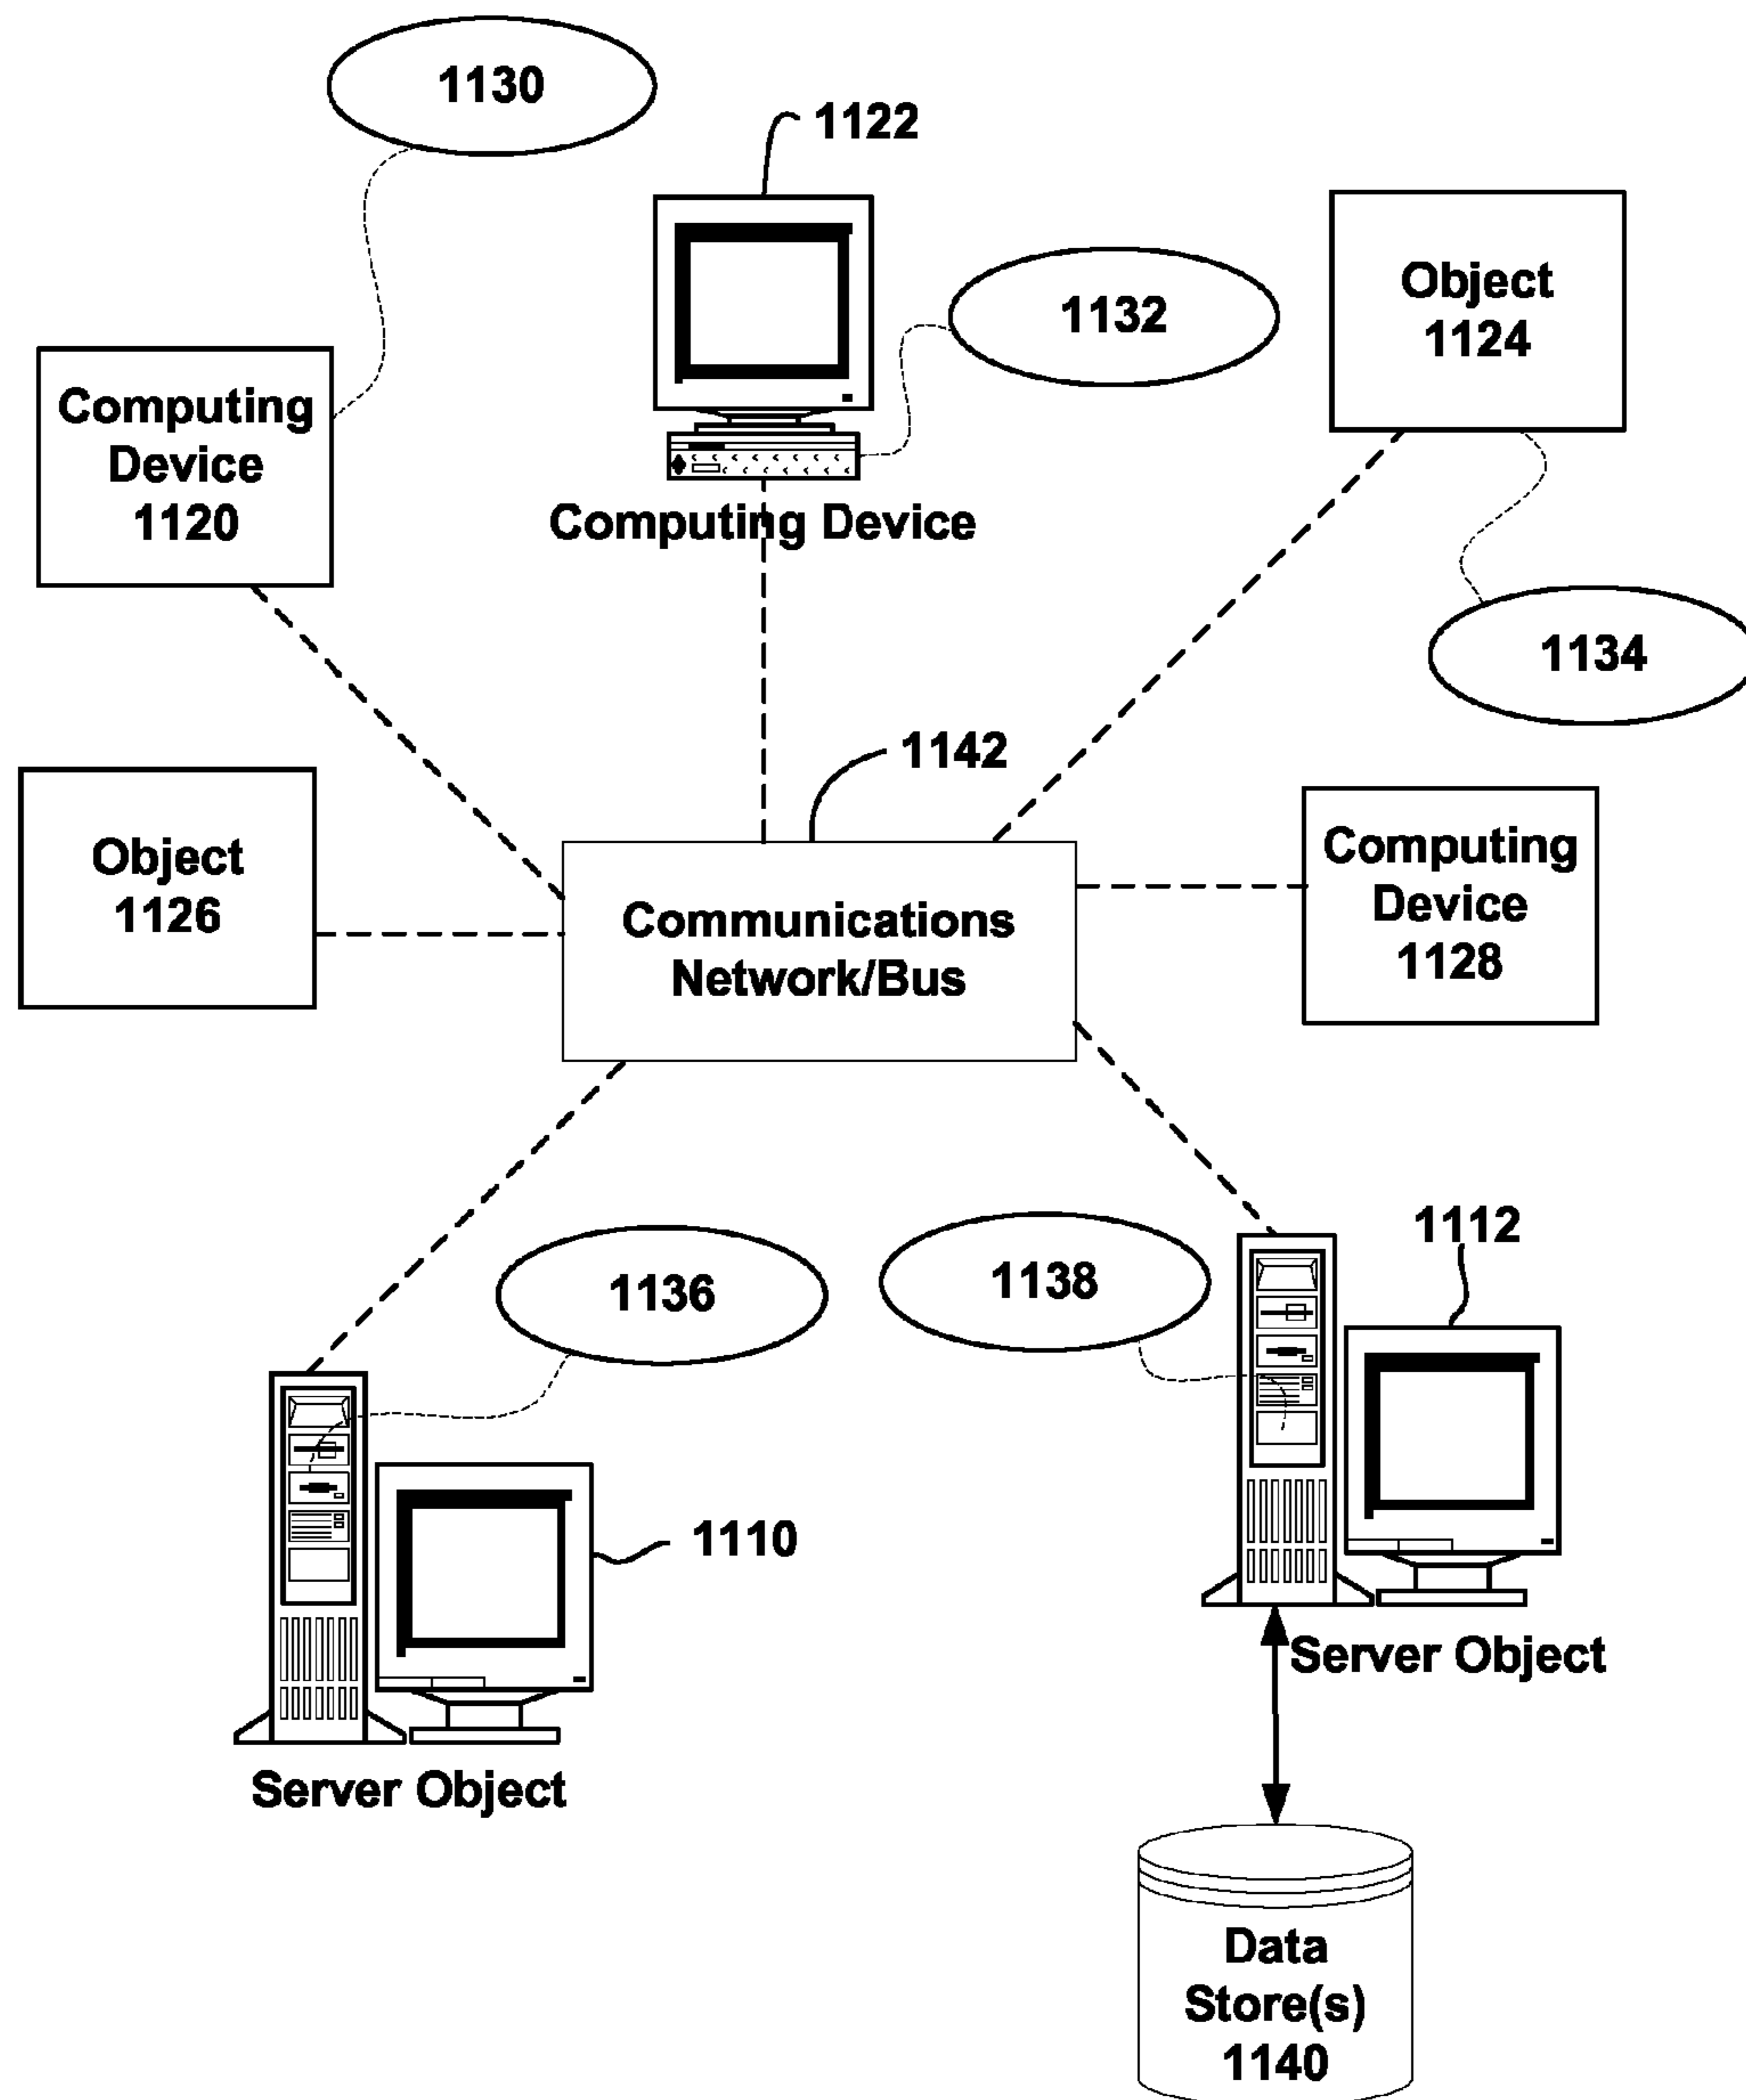 1130
1122
1132
Object
1124
Computing
Device
1120
Computing Device
1134
1142
Object
1126
Communications
Network/Bus
Computing
Device
1128
1136
1138
1112
1110
Server Object
Server Object
Data
Store(s)
1140